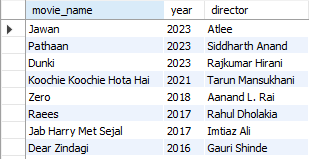 movie_name year director
Jawan 2023 Atlee
Pathaan 2023 Siddharth Anand
Dunki 2023 Rajkumar Hirani
Koochie Koochie Hota Hai 2021 Tarun Mansukhani
Zero 2018 Aanand L. Rai
Raees 2017 Rahul Dholakia
Jab Harry Met Sejal 2017 Imtiaz Ali
Dear Zindagi 2016 Gauri Shinde